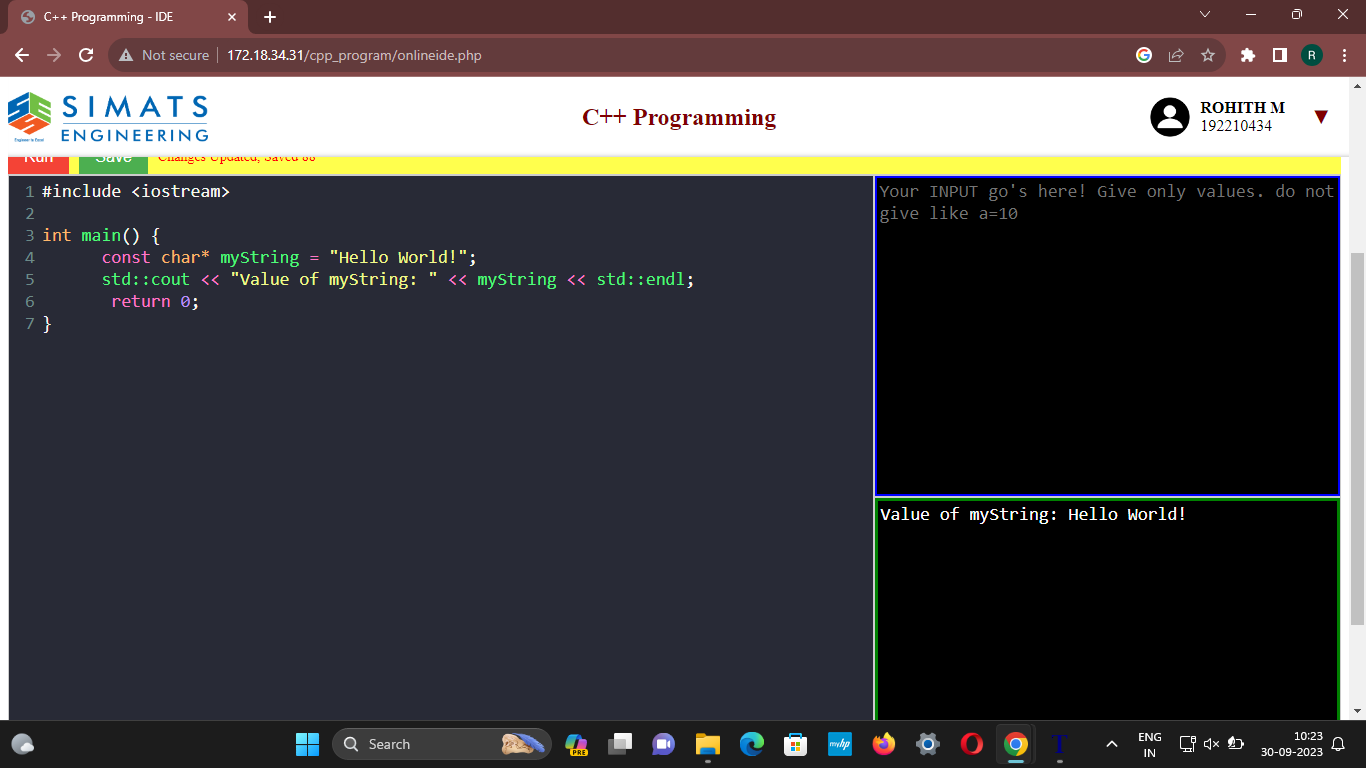 C++ Programming - IDE
Not secure
172.18.34.31/cpp_program/onlineide.php
R
SIMATS
ENGINEERING
C++ Programming
ROHITH M
192210434
Run
Save
Changes Updated, Saved 88
1 #include <iostream>
2
3 int main() {
4 const char* myString = "Hello World!";
5 std::cout << "Value of myString: " << myString << std::endl;
6 return 0;
7 }
Your INPUT go's here! Give only values. do not
give like a=10
Value of myString: Hello World!
Search
PRE
myhp
T
ENG
IN
10:23
30-09-2023